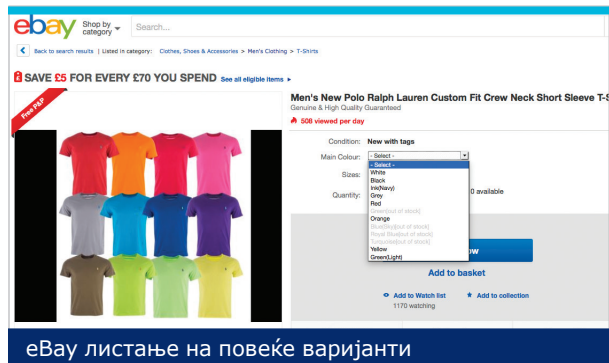 ebay Shop by category Search...
Back to search results | Listed in category: Clothes, Shoes & Accessories > Men's Clothing > T-Shirts
SAVE £5 FOR EVERY £70 YOU SPEND See all eligible items
Free P&P
Men's New Polo Ralph Lauren Custom Fit Crew Neck Short Sleeve T-S
Genuine & High Quality Guaranteed
508 viewed per day
Condition: New with tags
Main Colour: - Select -
- Select -
Sizes:
White
Black
Ink(Navy)
Quantity: 0 available
Grey
Red
Green[out of stock]
Orange
Blue(Sky)[out of stock]
Royal Blue[out of stock]
Turquoise[out of stock]
Yellow
Green(Light)
ow
Add to basket
Add to Watch list Add to collection
1170 watching
eBay листање на повеќе варијанти